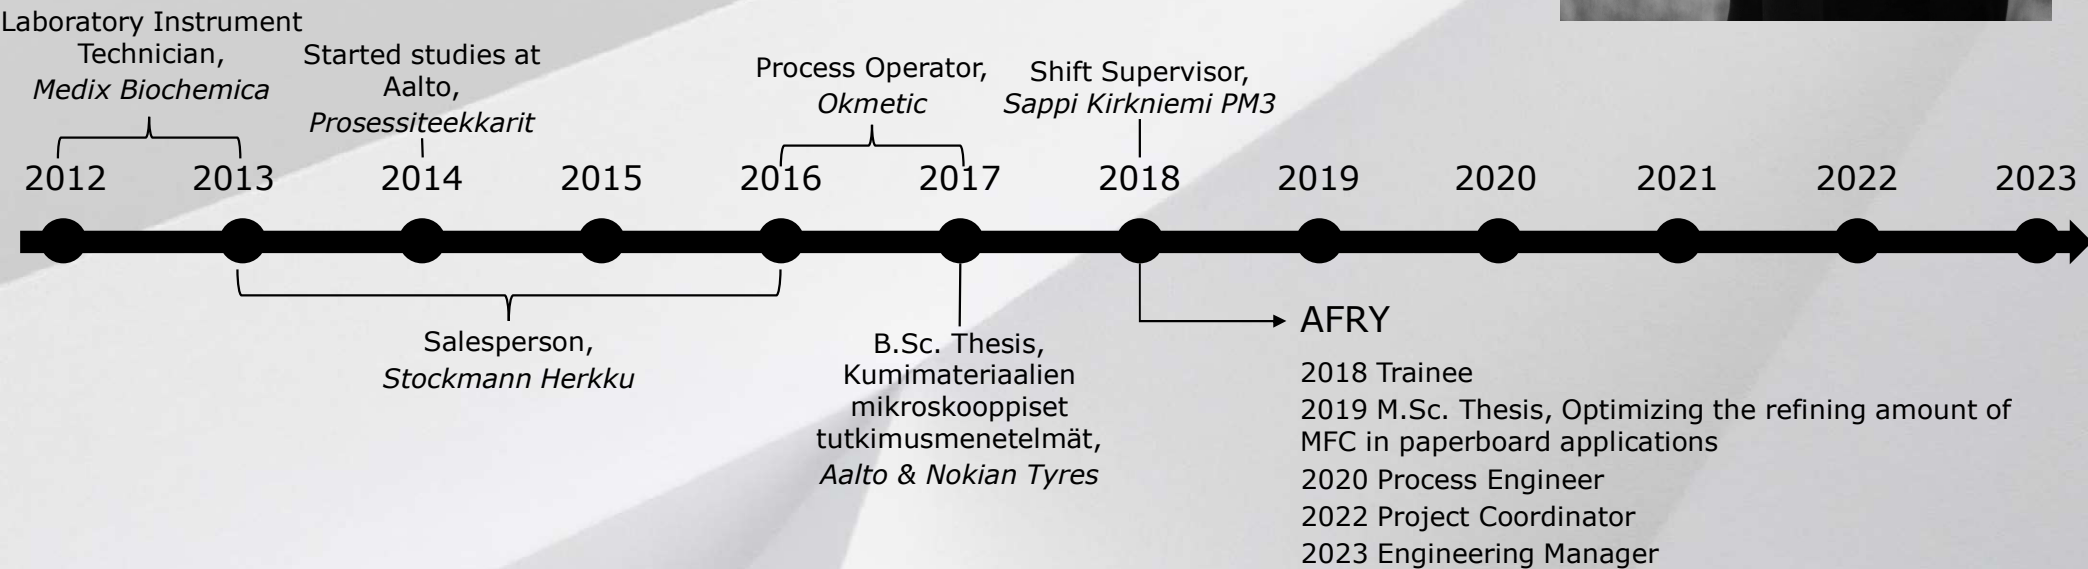 Laboratory Instrument
Technician,
Medix Biochemica
Started studies at
Aalto,
Prosessiteekkarit
Process Operator,
Okmetic
Shift Supervisor,
Sappi Kirkniemi PM3
2012 2013 2014 2015 2016 2017 2018 2019 2020 2021 2022 2023
Salesperson,
Stockmann Herkku
B.Sc. Thesis,
Kumimateriaalien
mikroskooppiset
tutkimusmenetelmät,
Aalto & Nokian Tyres
AFRY
2018 Trainee
2019 M.Sc. Thesis, Optimizing the refining amount of
MFC in paperboard applications
2020 Process Engineer
2022 Project Coordinator
2023 Engineering Manager